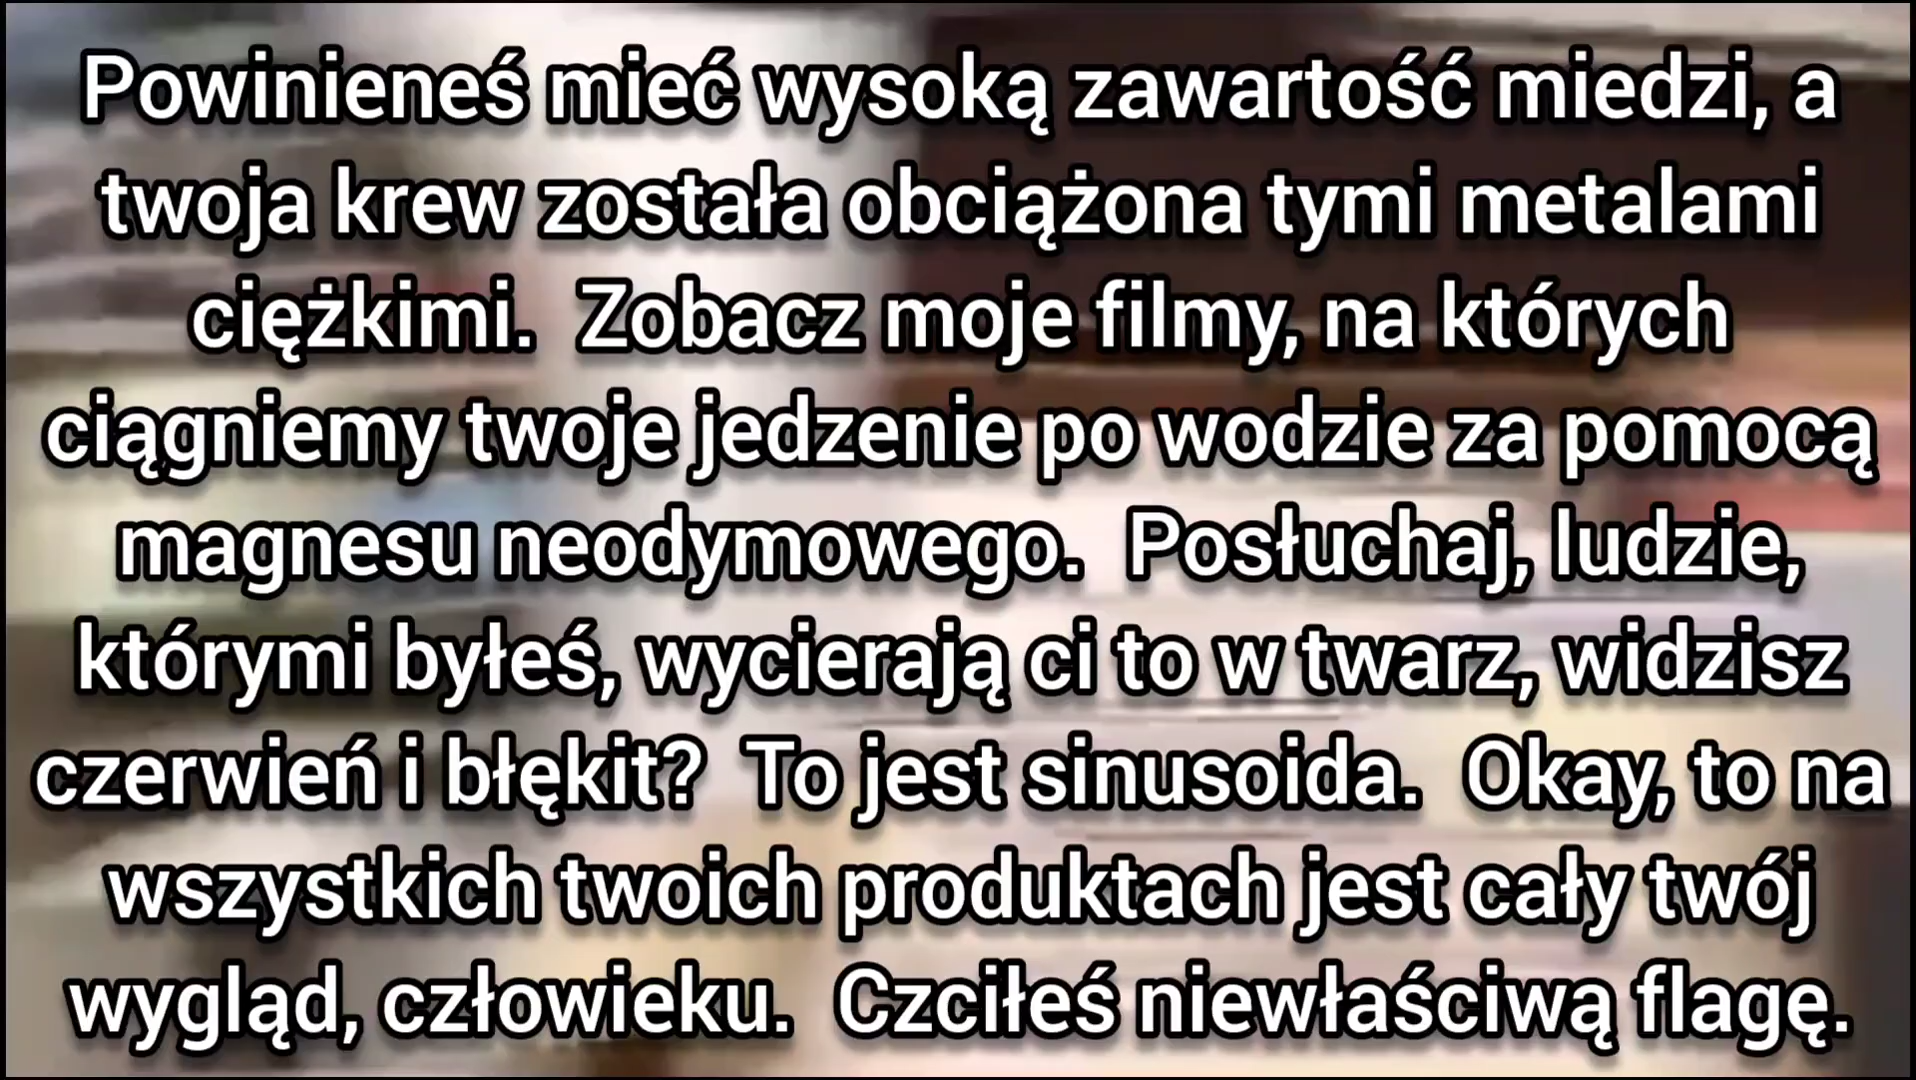 Powinieneś mieć wysoką zawartość miedzi, a
twoja krew została obciążona tymi metalami
ciężkimi.  Zobacz moje filmy, na których
ciągniemy twoje jedzenie po wodzie za pomocą
magnesu neodymowego.  Posłuchaj, ludzie,
którymi byłeś, wycierają ci to w twarz, widzisz
czerwień i błękit?  To jest sinusoida.  Okay, to na
wszystkich twoich produktach jest cały twój
wygląd, człowieku.  Czciłeś niewłaściwą flagę.